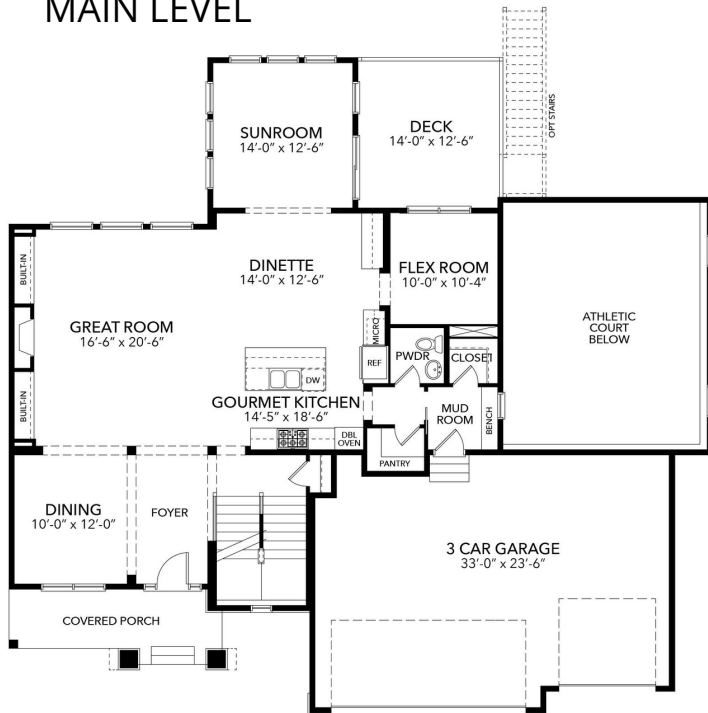 MAIN LEVEL
SUNROOM
14'-0" x 12'-6"
DECK
14'-0" x 12'-6"
OPT STAIRS
BUILT-IN
DINETTE
14'-0" x 12'-6"
FLEX ROOM
10'-0" x 10'-4"
ATHLETIC
COURT
BELOW
GREAT ROOM
16'-6" x 20'-6"
MICRO
REF
PWDR
CLOSET
DW
BUILT-IN
GOURMET KITCHEN
14'-5" x 18'-6"
MUD
ROOM
BENCH
DBL
OVEN
PANTRY
DINING
10'-0" x 12'-0"
FOYER
3 CAR GARAGE
33'-0" x 23'-6"
COVERED PORCH